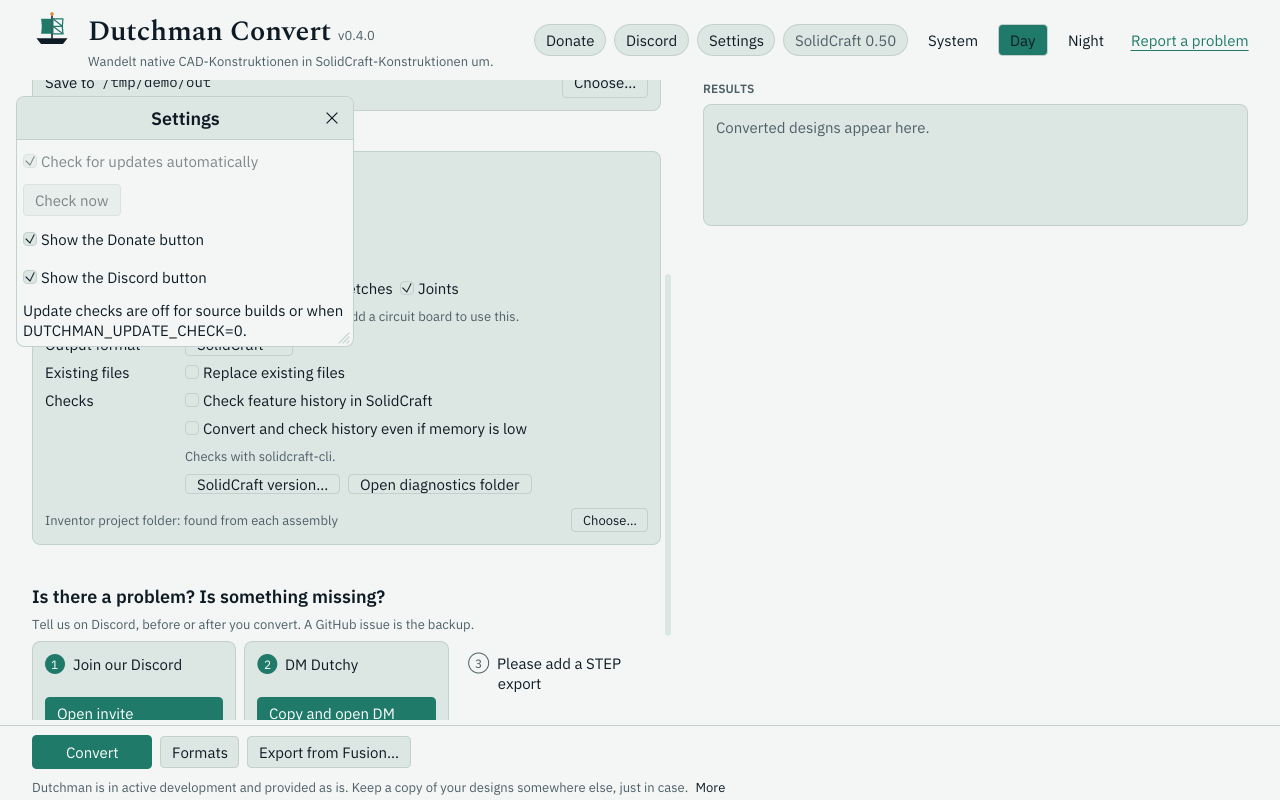 Dutchman Convert v0.4.0
Wandelt native CAD-Konstruktionen in SolidCraft-Konstruktionen um.
Donate
Discord
Settings
SolidCraft 0.50
System
Day
Night
Report a problem
Save to /tmp/demo/out
Choose...
Settings
Check for updates automatically
Check now
Show the Donate button
Show the Discord button
Update checks are off for source builds or when
DUTCHMAN_UPDATE_CHECK=0.
Joints
a circuit board to use this.
Existing files
Replace existing files
Checks
Check feature history in SolidCraft
Convert and check history even if memory is low
Checks with solidcraft-cli.
SolidCraft version...
Open diagnostics folder
Inventor project folder: found from each assembly
Choose...
Is there a problem? Is something missing?
Tell us on Discord, before or after you convert. A GitHub issue is the backup.
1 Join our Discord
Open invite
2 DM Dutchy
Copy and open DM
3 Please add a STEP
export
RESULTS
Converted designs appear here.
Convert
Formats
Export from Fusion...
Dutchman is in active development and provided as is. Keep a copy of your designs somewhere else, just in case. More